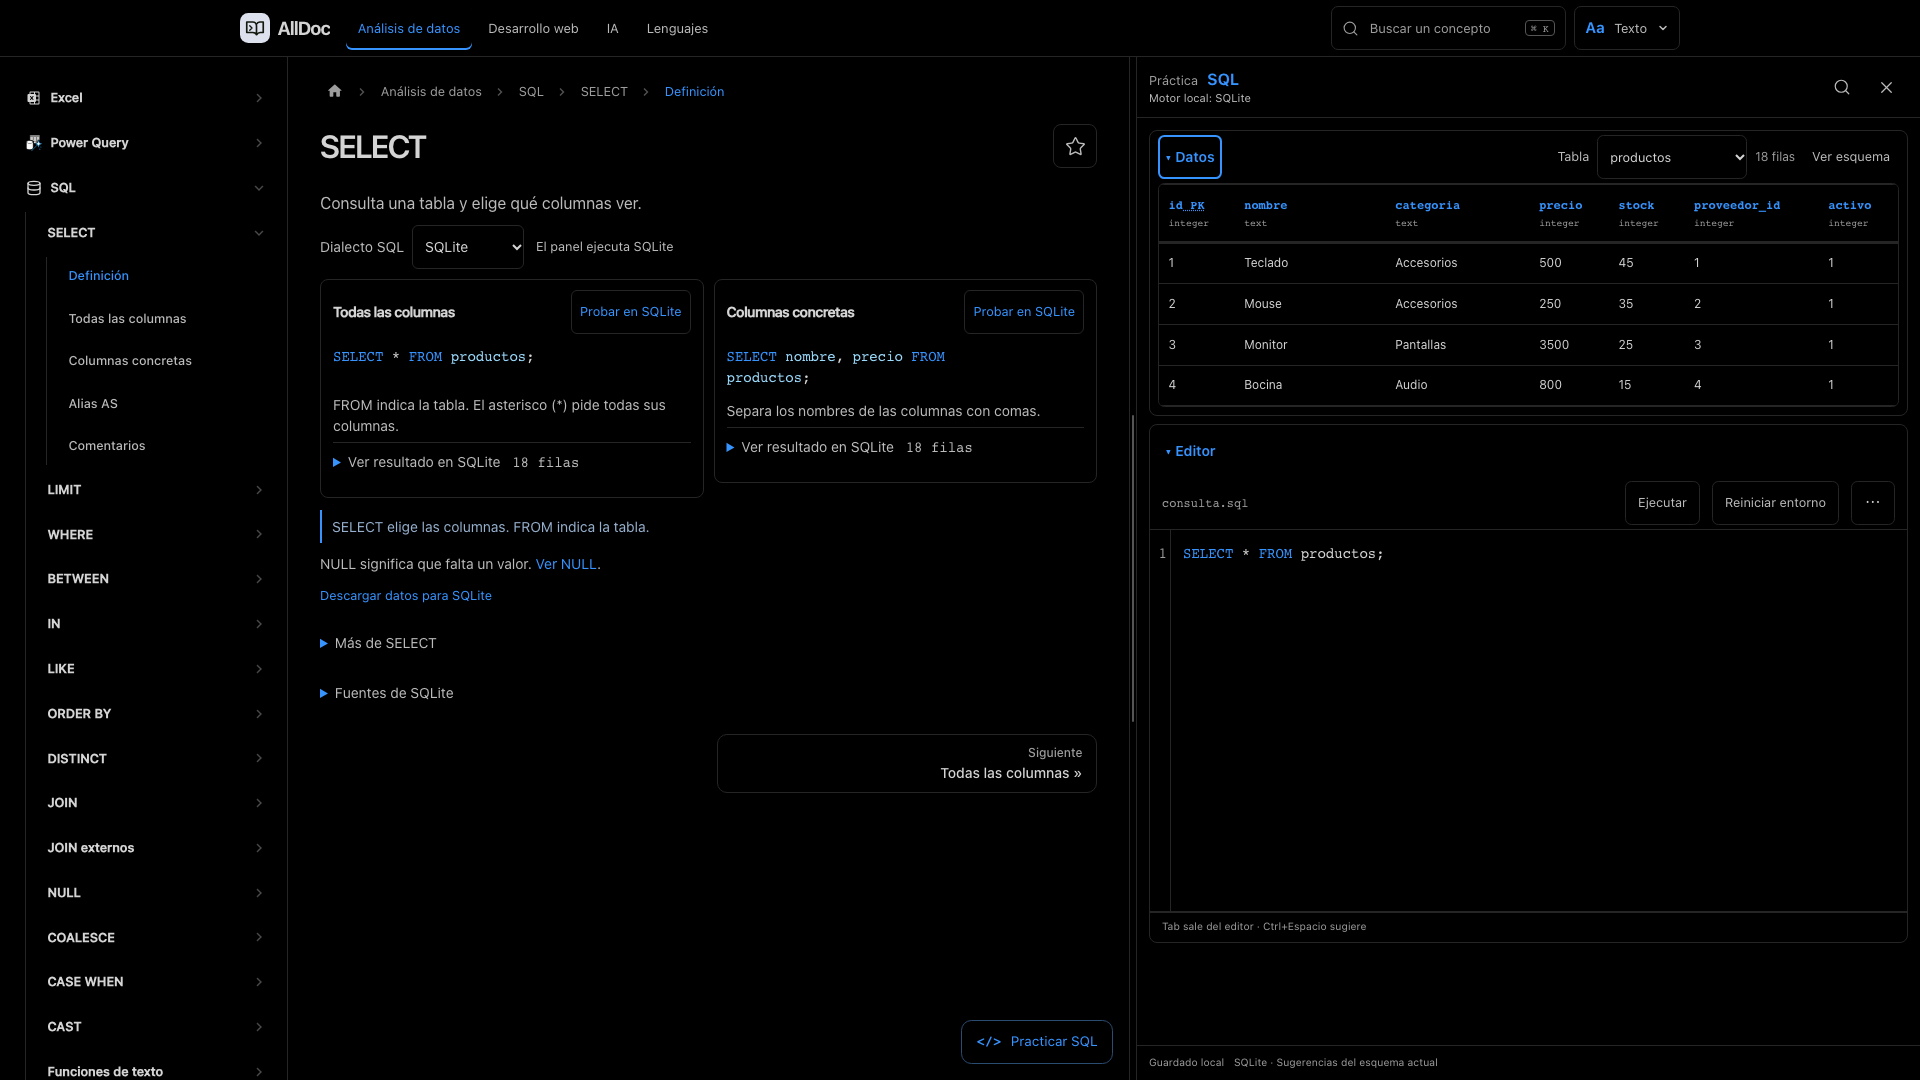 AllDoc
Análisis de datos
Desarrollo web
IA
Lenguajes
Buscar un concepto
⌘ K
Aa Texto
Excel
Power Query
SQL
SELECT
Definición
Todas las columnas
Columnas concretas
Alias AS
Comentarios
LIMIT
WHERE
BETWEEN
IN
LIKE
ORDER BY
DISTINCT
JOIN
JOIN externos
NULL
COALESCE
CASE WHEN
CAST
Funciones de texto
Análisis de datos > SQL > SELECT > Definición
SELECT
Consulta una tabla y elige qué columnas ver.
Dialecto SQL SQLite El panel ejecuta SQLite
Todas las columnas Probar en SQLite
SELECT * FROM productos;
FROM indica la tabla. El asterisco (*) pide todas sus
columnas.
Ver resultado en SQLite 18 filas
Columnas concretas Probar en SQLite
SELECT nombre, precio FROM
productos;
Separa los nombres de las columnas con comas.
Ver resultado en SQLite 18 filas
SELECT elige las columnas. FROM indica la tabla.
NULL significa que falta un valor. Ver NULL.
Descargar datos para SQLite
Más de SELECT
Fuentes de SQLite
Siguiente
Todas las columnas »
</> Practicar SQL
Práctica SQL
Motor local: SQLite
Datos Tabla productos 18 filas Ver esquema
id PK nombre categoria precio stock proveedor_id activo
integer text text integer integer integer integer
1 Teclado Accesorios 500 45 1 1
2 Mouse Accesorios 250 35 2 1
3 Monitor Pantallas 3500 25 3 1
4 Bocina Audio 800 15 4 1
Editor
consulta.sql Ejecutar Reiniciar entorno ···
1 SELECT * FROM productos;
Tab sale del editor · Ctrl+Espacio sugiere
Guardado local SQLite · Sugerencias del esquema actual